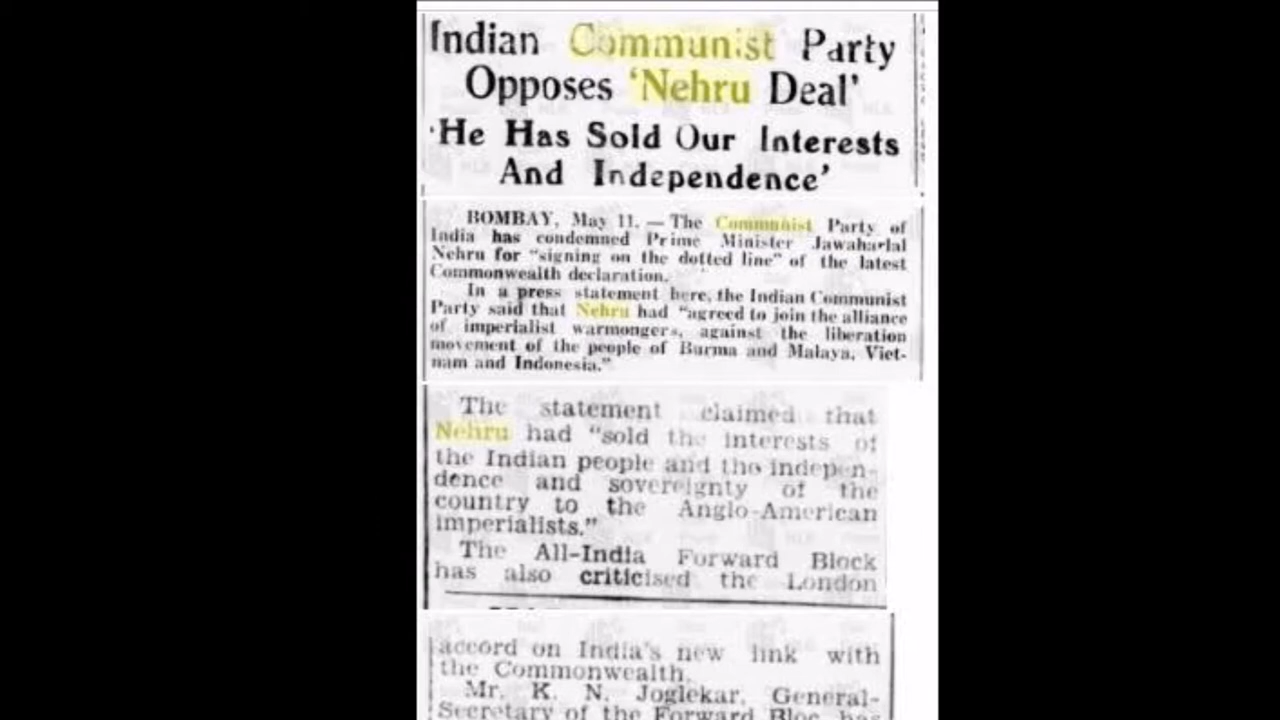 Indian Communist Party
Opposes 'Nehru Deal'
'He Has Sold Our Interests
And Independence'
BOMBAY, May 11. — The Communist Party of
India has condemned Prime Minister Jawaharlal
Nehru for "signing on the dotted line" of the latest
Commonwealth declaration.
In a press statement here, the Indian Communist
Party said that Nehru had "agreed to join the alliance
of imperialist warmongers, against the liberation
movement of the people of Burma and Malaya, Viet-
nam and Indonesia."
The statement claimed that
Nehru had "sold the interests of
the Indian people and the indepen-
dence and sovereignty of the
country to the Anglo-American
imperialists."
The All-India Forward Block
has also criticised the London
accord on India's new link with
the Commonwealth.
Mr. K. N. Joglekar, General-
Secretary of the Forward Bloc has